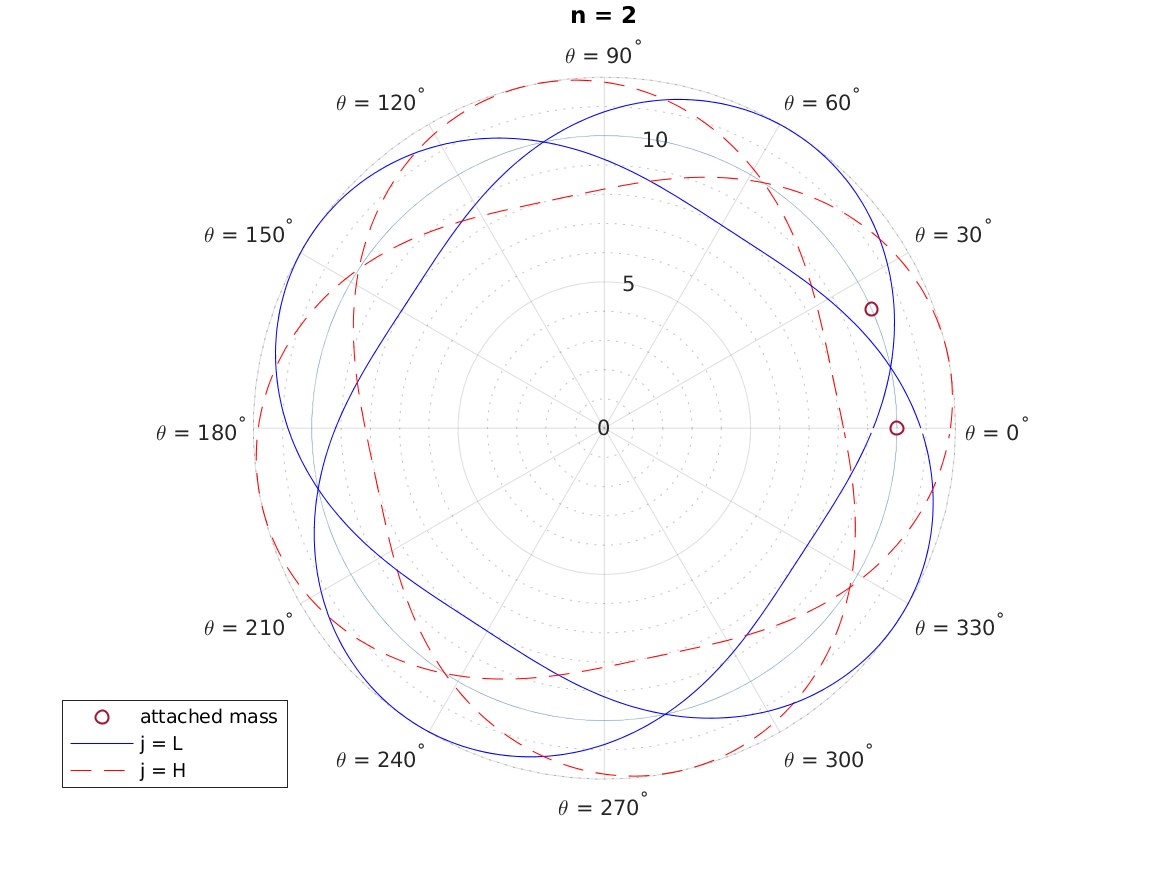 n = 2
θ = 90°
θ = 120°
θ = 60°
10
θ = 150°
θ = 30°
5
θ = 180°
0
θ = 0°
θ = 210°
θ = 330°
attached mass
j = L
j = H
θ = 240°
θ = 300°
θ = 270°